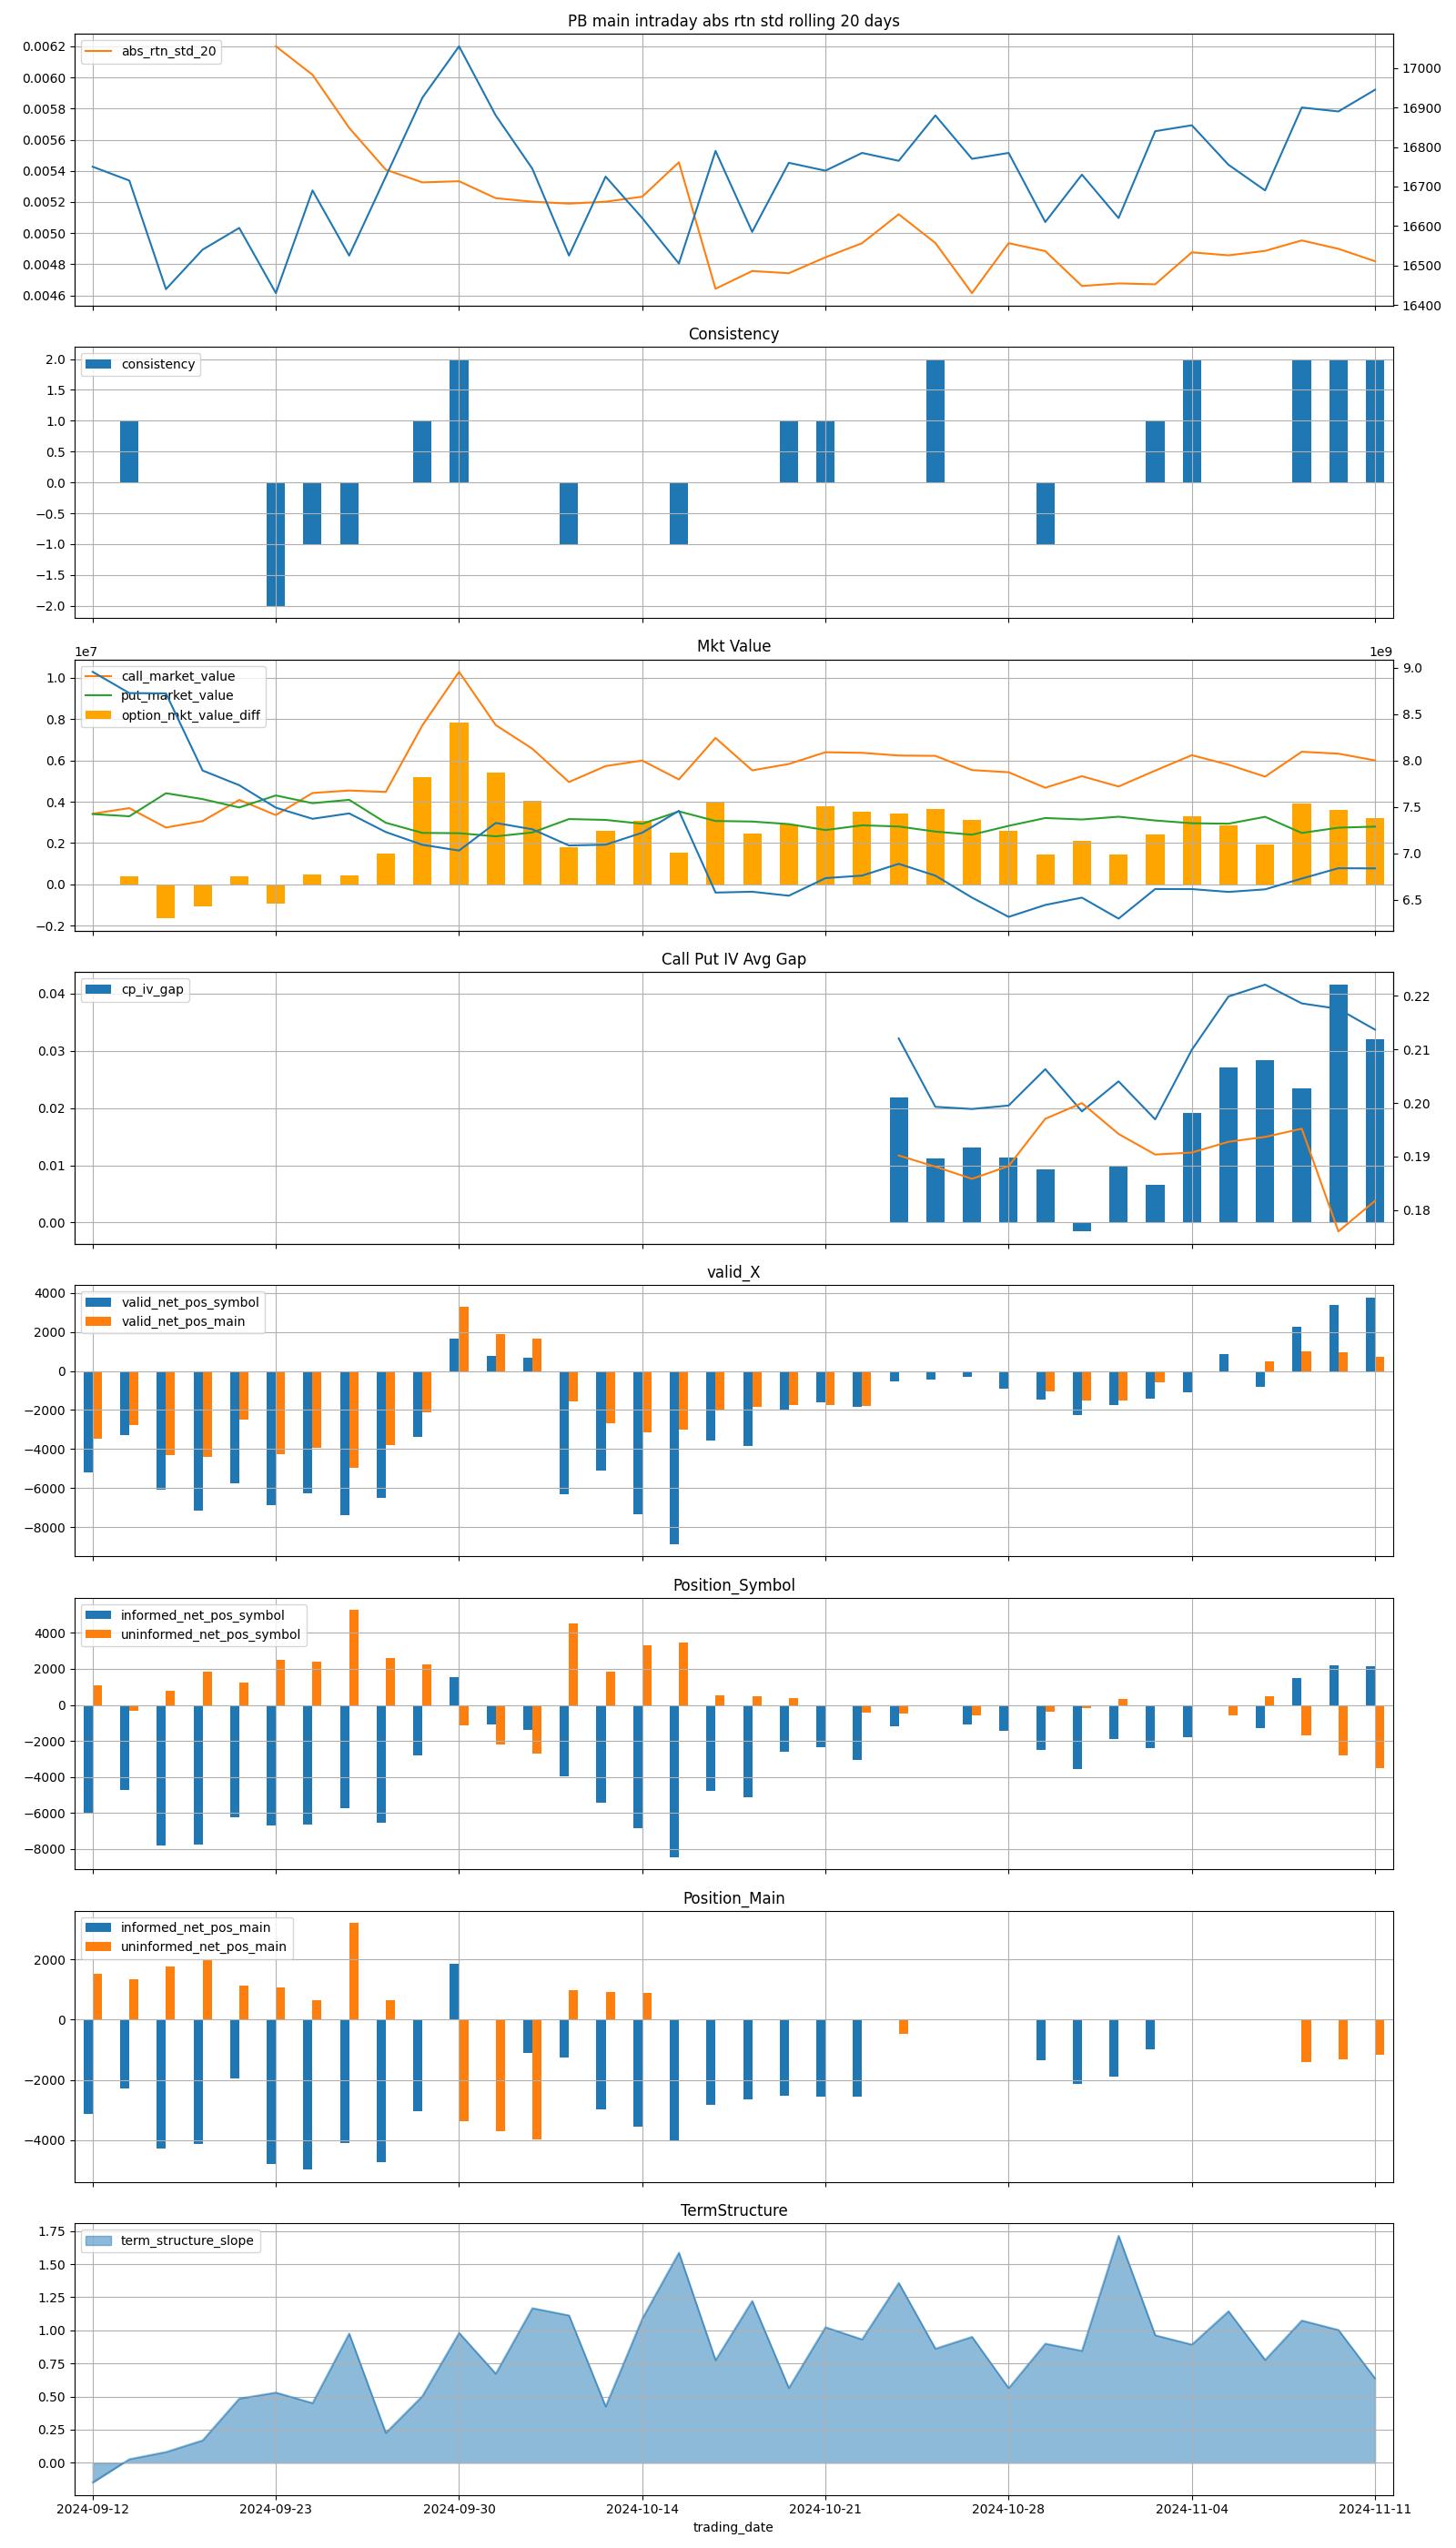 PB main intraday abs rtn std rolling 20 days
abs_rtn_std_20
0.0062
0.0060
0.0058
0.0056
0.0054
0.0052
0.0050
0.0048
0.0046
17000
16900
16800
16700
16600
16500
16400
Consistency
consistency
2.0
1.5
1.0
0.5
0.0
−0.5
−1.0
−1.5
−2.0
Mkt Value
1e7
1e9
call_market_value
put_market_value
option_mkt_value_diff
1.0
0.8
0.6
0.4
0.2
0.0
−0.2
9.0
8.5
8.0
7.5
7.0
6.5
Call Put IV Avg Gap
cp_iv_gap
0.04
0.03
0.02
0.01
0.00
0.22
0.21
0.20
0.19
0.18
valid_X
valid_net_pos_symbol
valid_net_pos_main
4000
2000
0
−2000
−4000
−6000
−8000
Position_Symbol
informed_net_pos_symbol
uninformed_net_pos_symbol
4000
2000
0
−2000
−4000
−6000
−8000
Position_Main
informed_net_pos_main
uninformed_net_pos_main
2000
0
−2000
−4000
TermStructure
term_structure_slope
1.75
1.50
1.25
1.00
0.75
0.50
0.25
0.00
2024-09-12 2024-09-23 2024-09-30 2024-10-14 2024-10-21 2024-10-28 2024-11-04 2024-11-11
trading_date